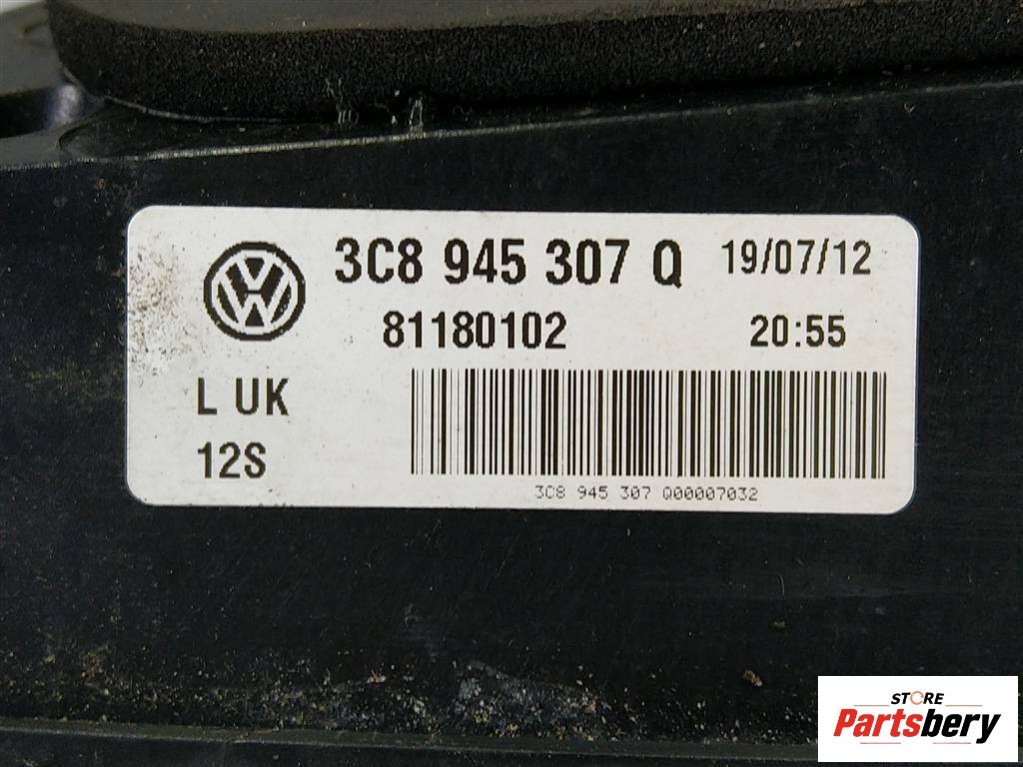 3C8 945 307 Q 19/07/12
81180102 20:55
L UK
12S
3C8 945 307 Q00007032
STORE
Partsbery